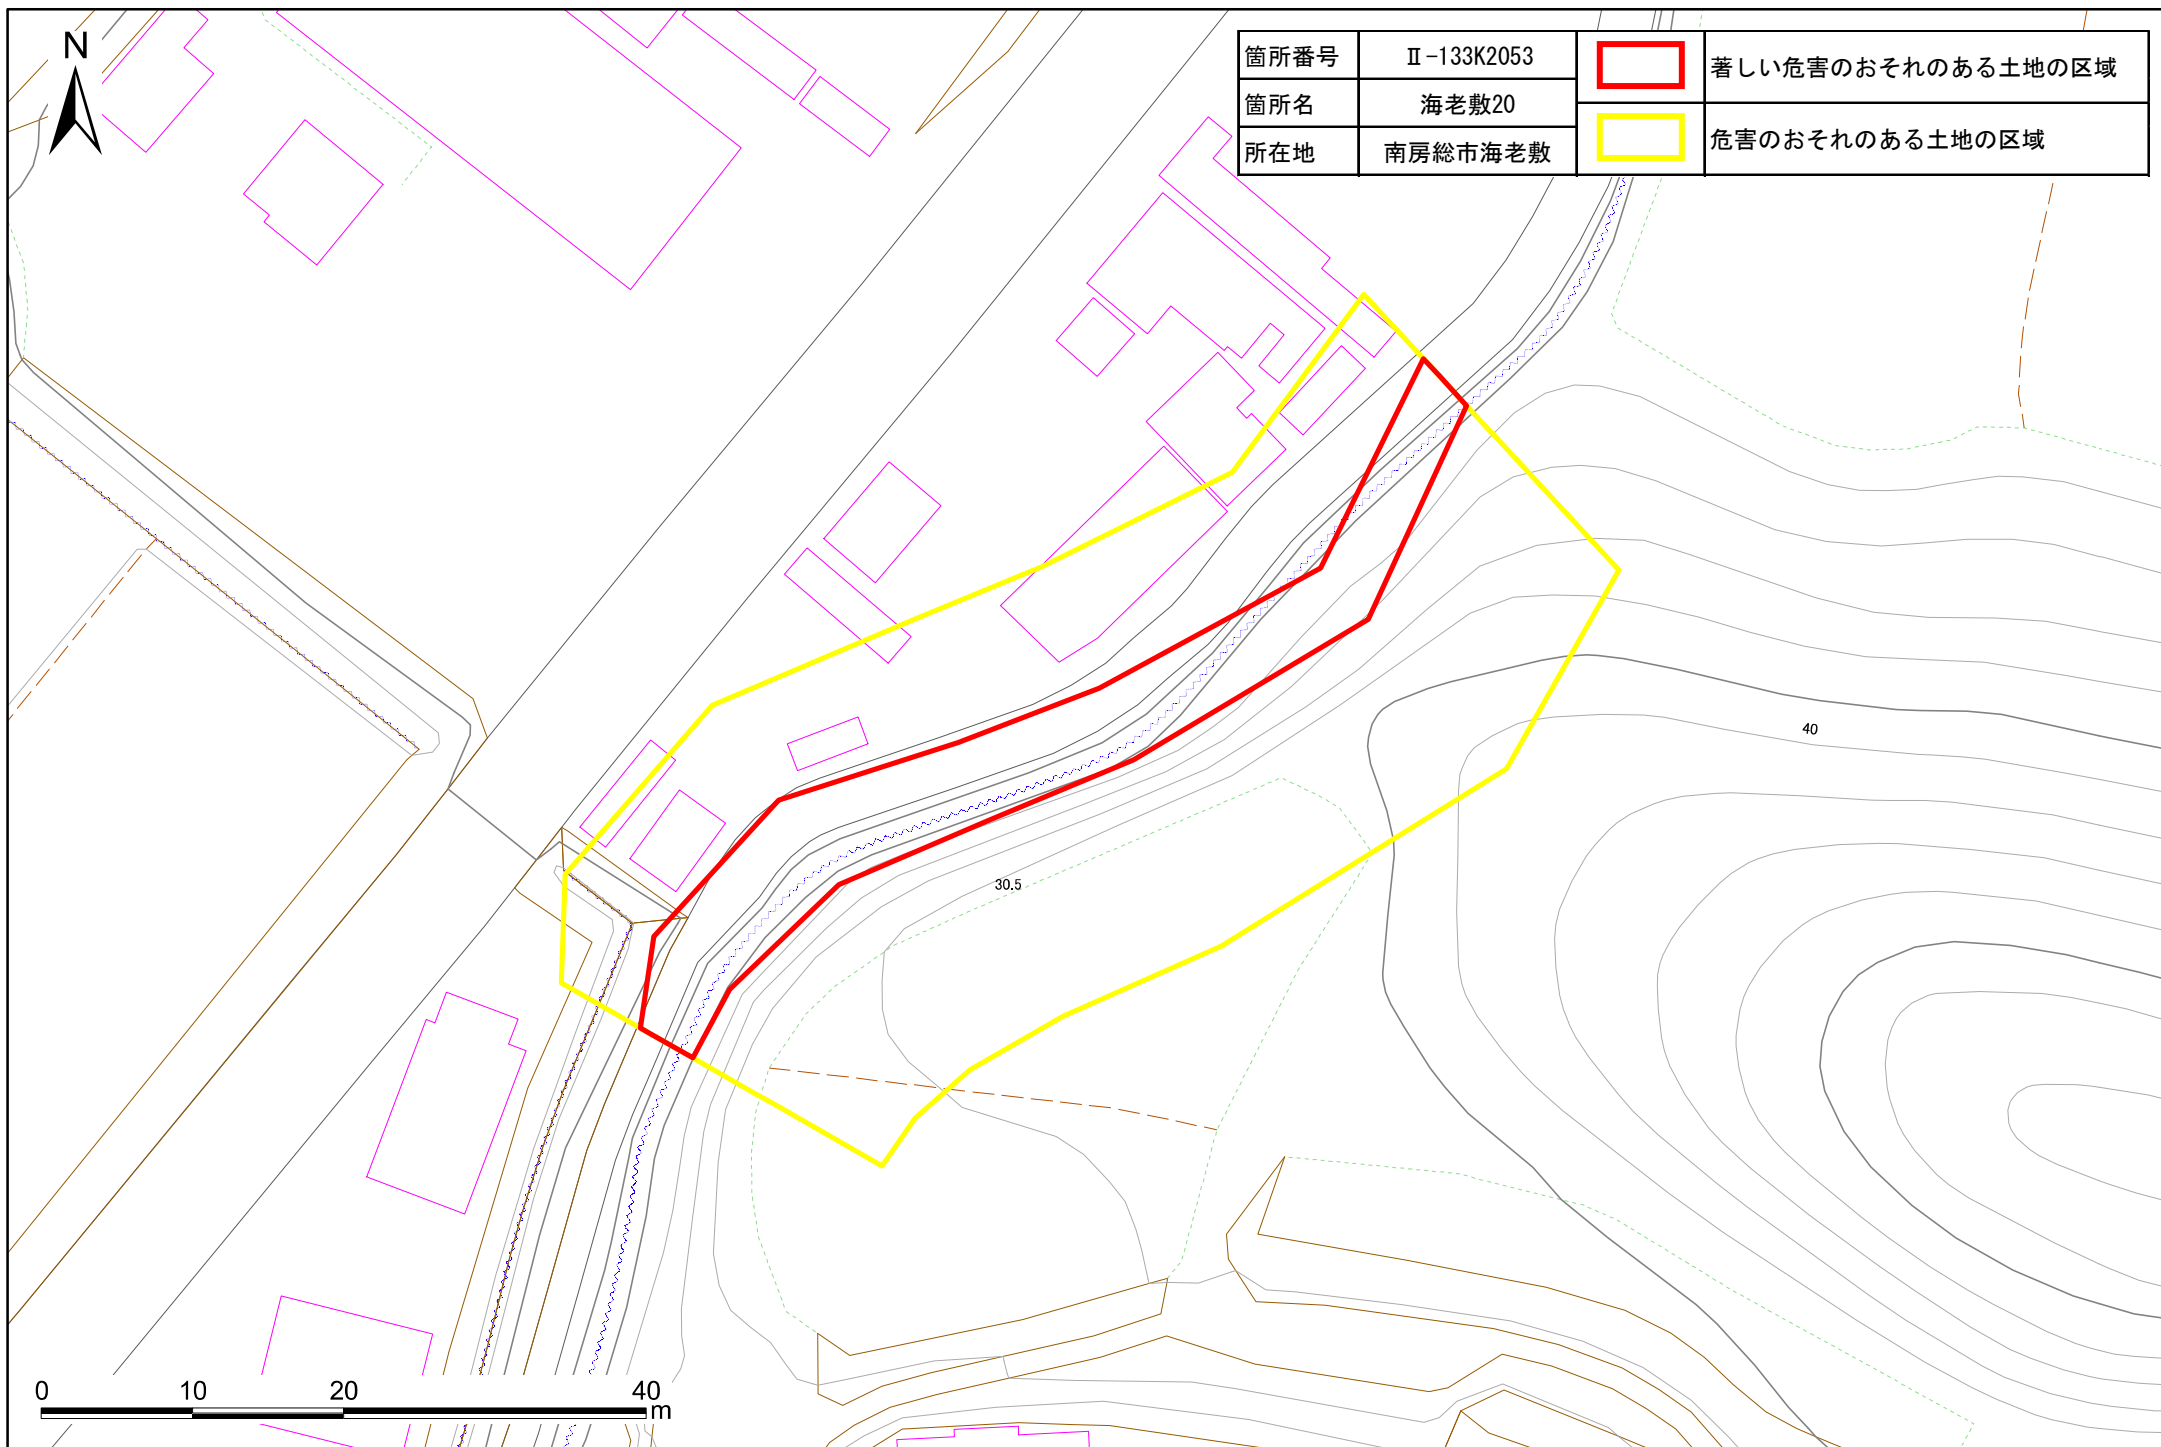 N
箇所番号 Ⅱ-133K2053
箇所名 海老敷20
所在地 南房総市海老敷
著しい危害のおそれのある土地の区域
危害のおそれのある土地の区域
40
30.5
0 10 20 40
m